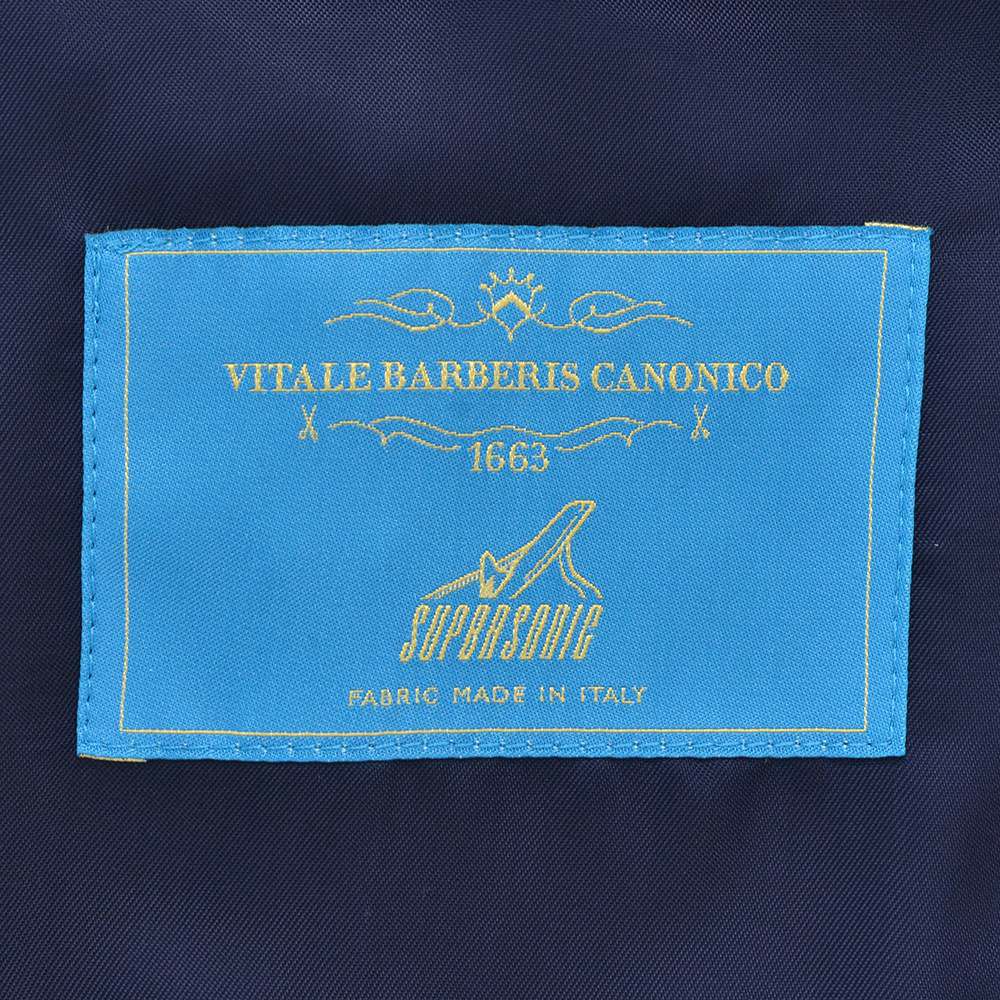 VITALE BARBERIS CANONICO
1663
SUPERSONIC
FABRIC MADE IN ITALY